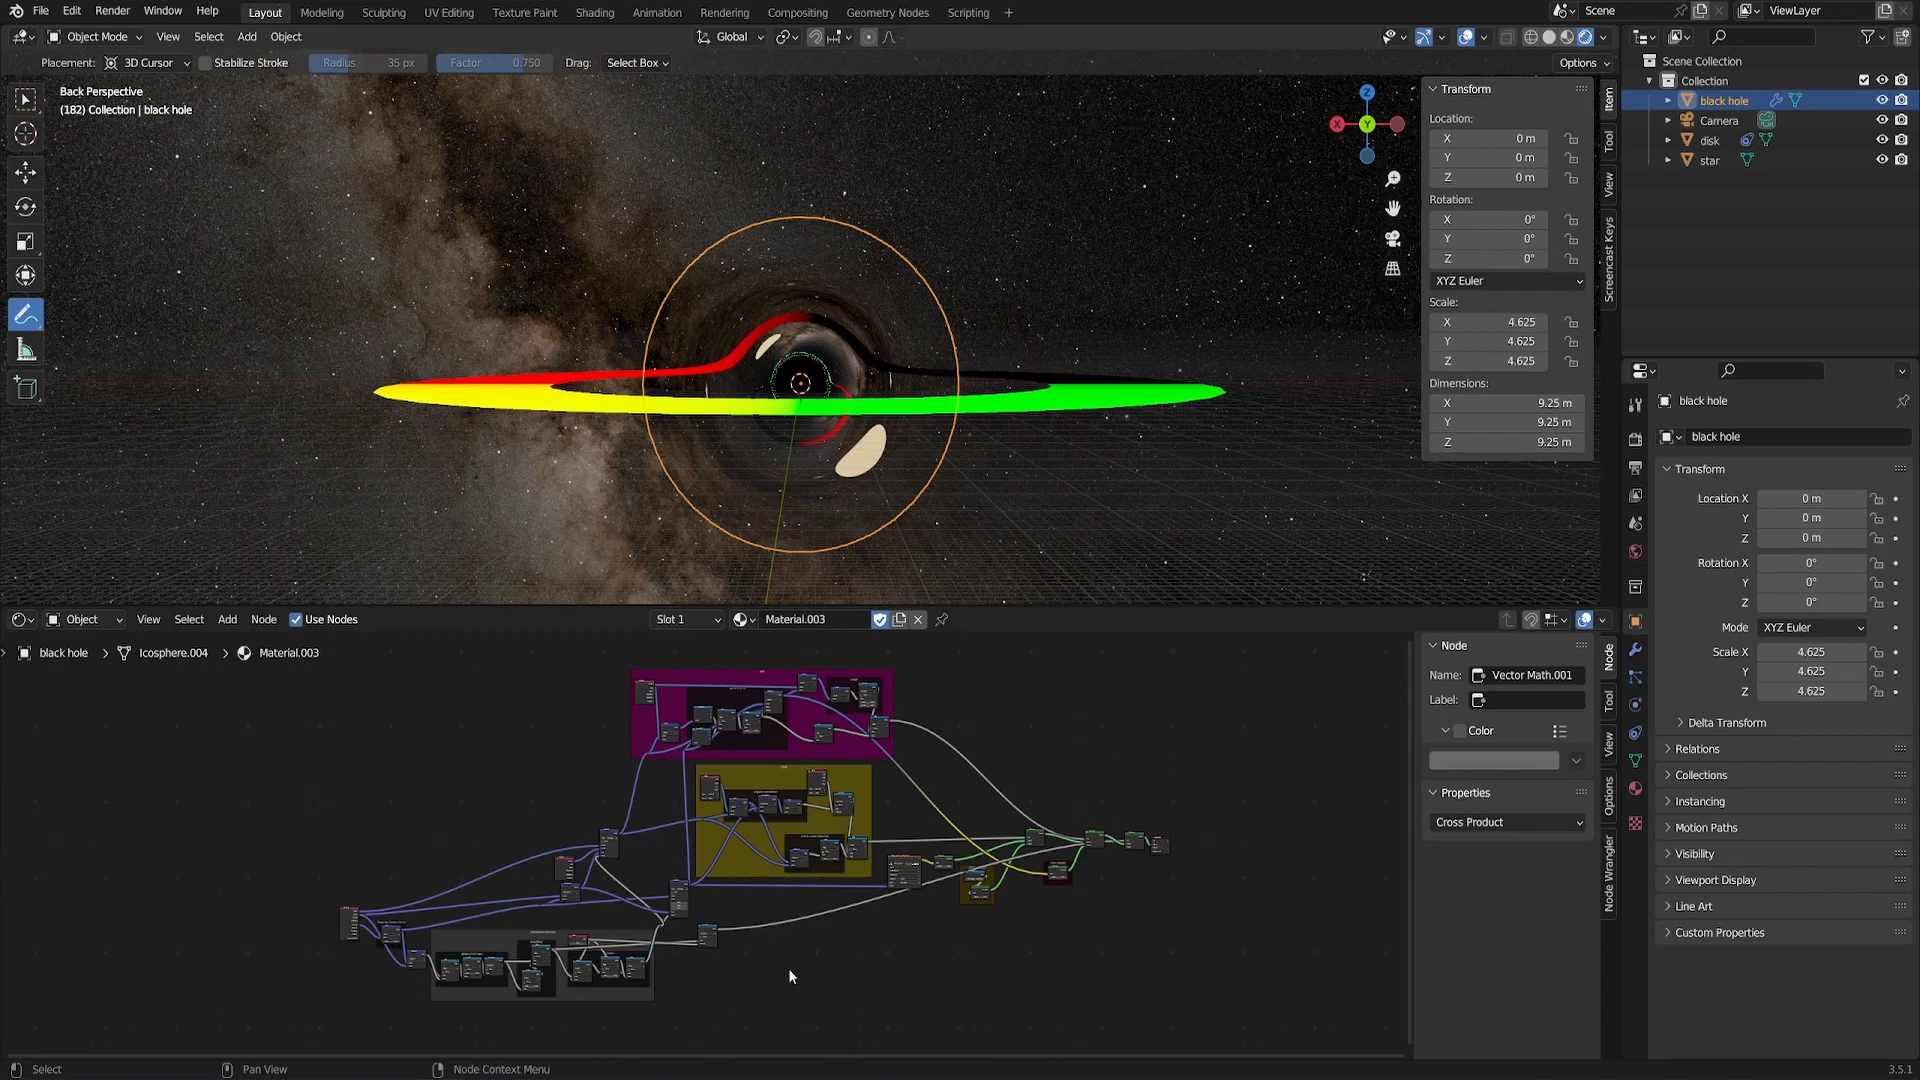 File Edit Render Window Help Layout Modeling Sculpting UV Editing Texture Paint Shading Animation Rendering Compositing Geometry Nodes Scripting + Scene ViewLayer
Object Mode View Select Add Object Global
Placement: 3D Cursor Stabilize Stroke Radius 35 px Factor 0.750 Drag: Select Box Options
Back Perspective
(182) Collection | black hole
Z
X
Y
Transform
Location:
X 0 m
Y 0 m
Z 0 m
Rotation:
X 0°
Y 0°
Z 0°
XYZ Euler
Scale:
X 4.625
Y 4.625
Z 4.625
Dimensions:
X 9.25 m
Y 9.25 m
Z 9.25 m
Item
Tool
View
Screencast Keys
Scene Collection
Collection
black hole
Camera
disk
star
black hole
black hole
Transform
Location X 0 m
Y 0 m
Z 0 m
Rotation X 0°
Y 0°
Z 0°
Mode XYZ Euler
Scale X 4.625
Y 4.625
Z 4.625
Delta Transform
Relations
Collections
Instancing
Motion Paths
Visibility
Viewport Display
Line Art
Custom Properties
Object View Select Add Node Use Nodes Slot 1 Material.003
black hole > Icosphere.004 > Material.003
Node
Name: Vector Math.001
Label:
Color
Properties
Cross Product
Node
Tool
View
Options
Node Wrangler
Select Pan View Node Context Menu 3.5.1